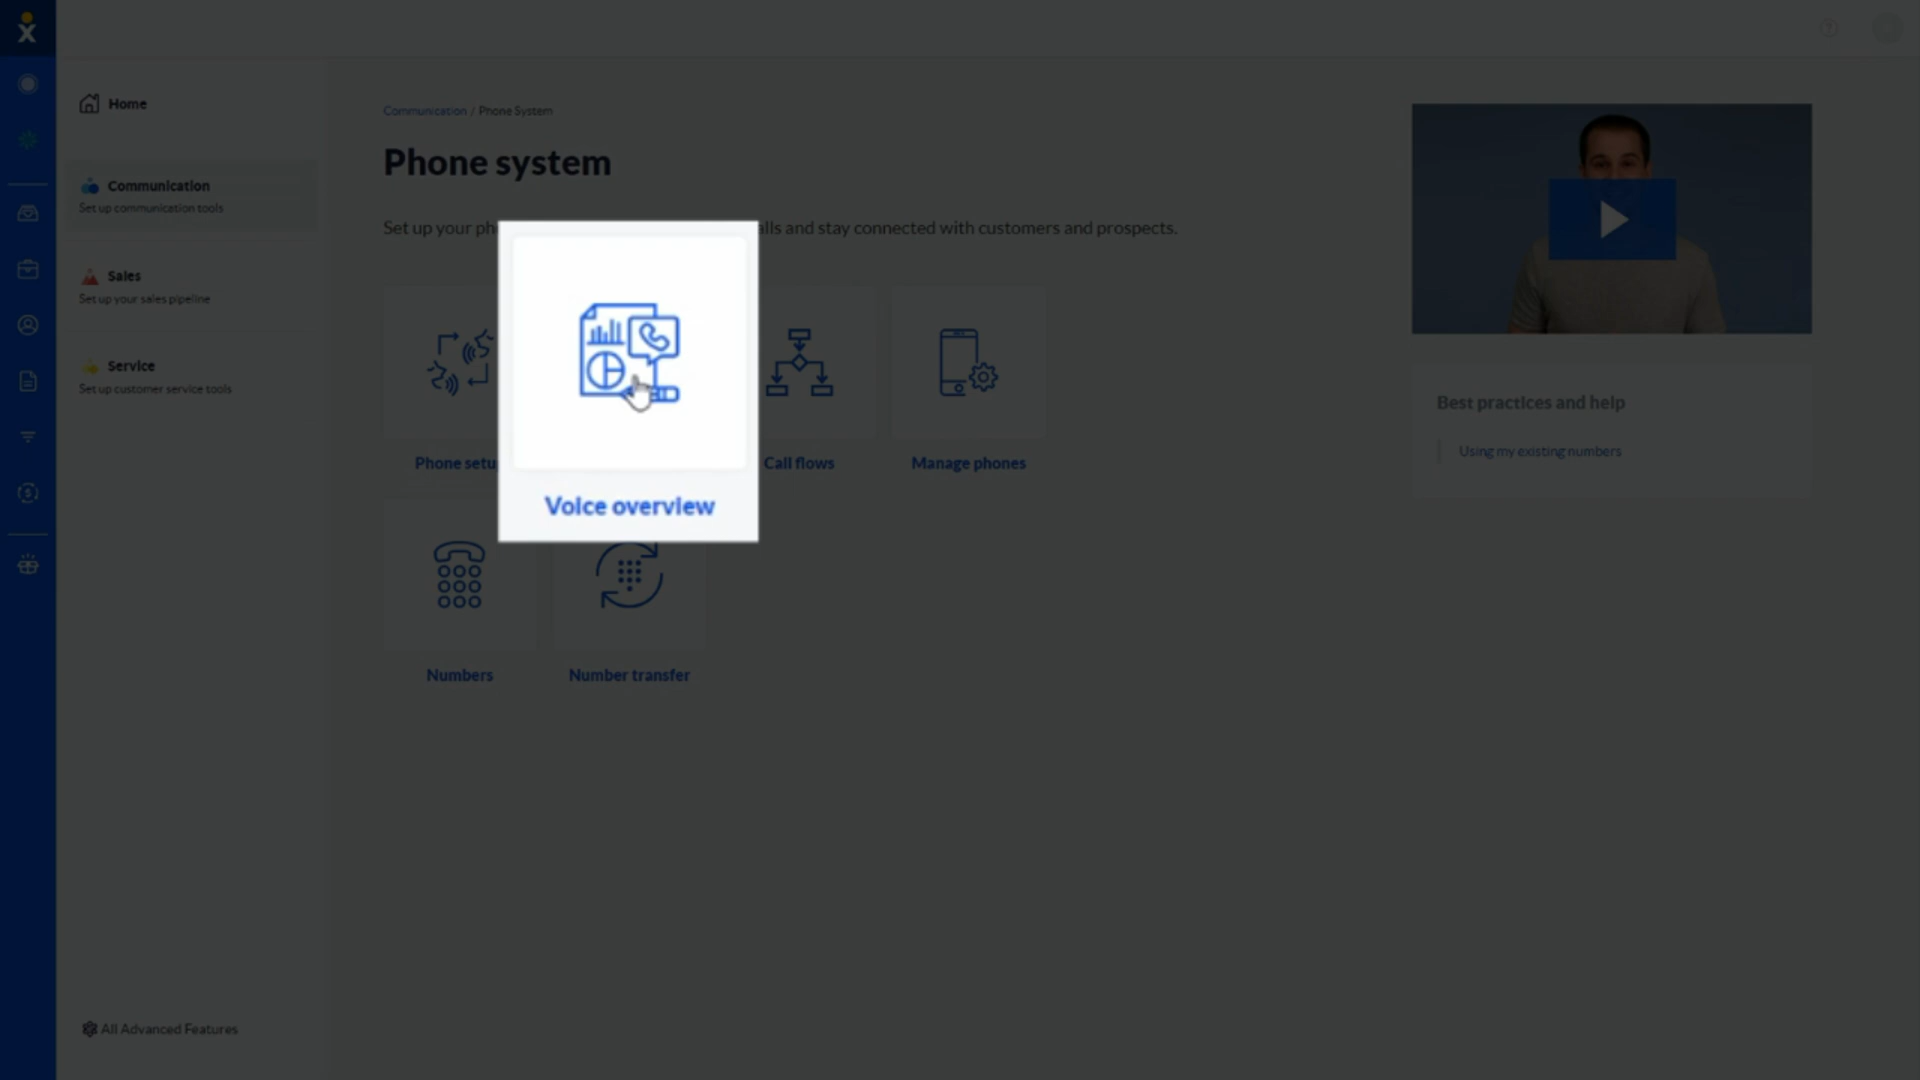 Home
Communication
Set up communication tools
Sales
Set up your sales pipeline
Service
Set up customer service tools
All Advanced Features
Communication / Phone System
Phone system
Set up your ph
alls and stay connected with customers and prospects.
Phone setu
Voice overview
Call flows
Manage phones
Numbers
Number transfer
Best practices and help
Using my existing numbers